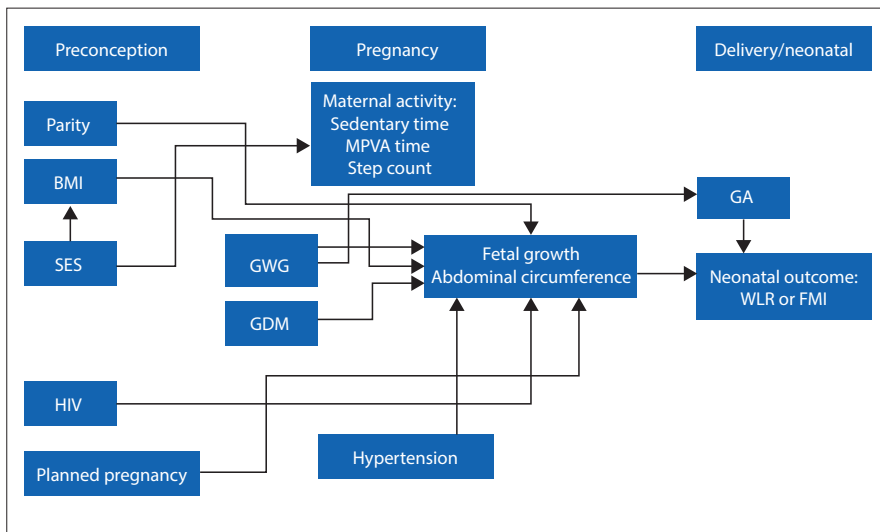 Preconception
Pregnancy
Delivery/neonatal
Parity
Maternal activity:
Sedentary time
MPVA time
Step count
BMI
GA
SES
GWG
Fetal growth
Abdominal circumference
Neonatal outcome:
WLR or FMI
GDM
HIV
Hypertension
Planned pregnancy